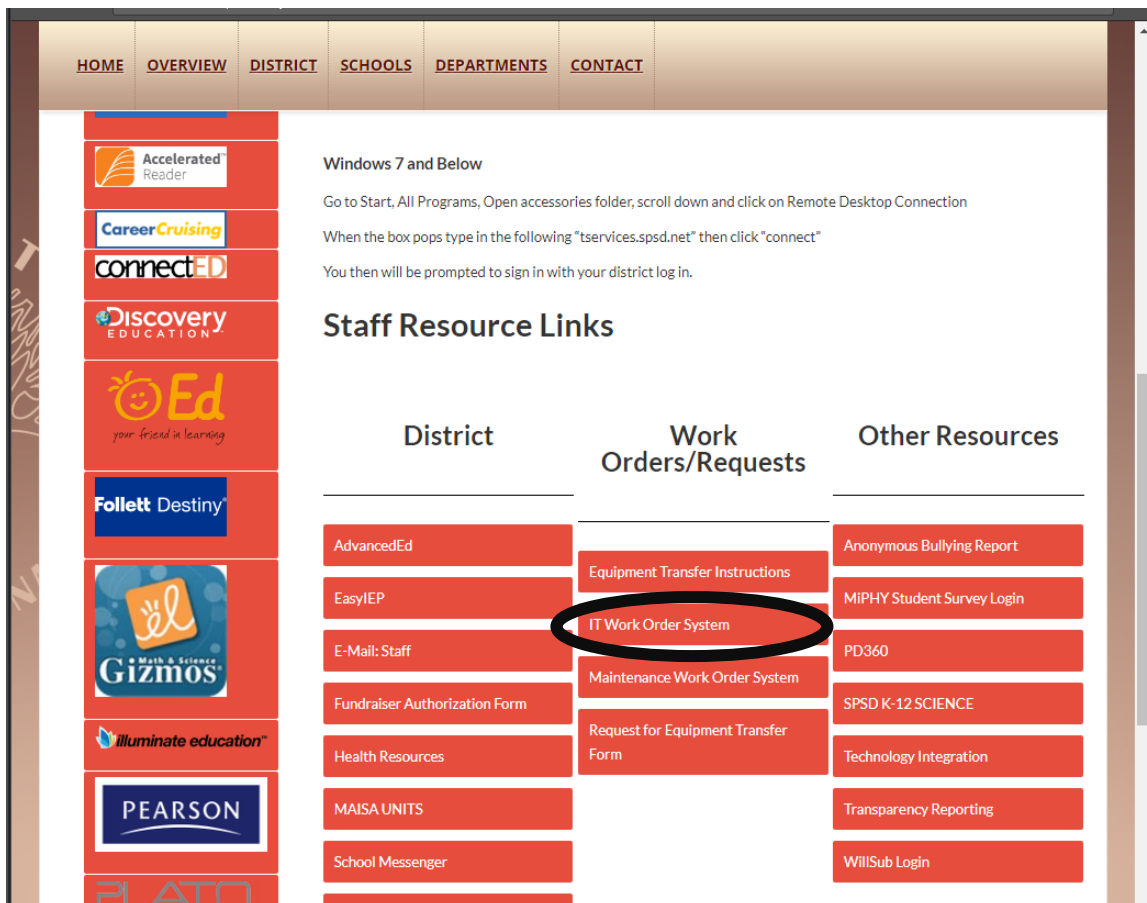 HOME OVERVIEW DISTRICT SCHOOLS DEPARTMENTS CONTACT
Accelerated™
Reader
CareerCruising
connectED
Discovery
EDUCATION
Ed
your friend in learning
Follett Destiny®
el
Math & Science
Gizmos®
illuminate education™
PEARSON
PLATO
Windows 7 and Below
Go to Start, All Programs, Open accessories folder, scroll down and click on Remote Desktop Connection
When the box pops type in the following “tservices.spsd.net” then click “connect”
You then will be prompted to sign in with your district log in.
Staff Resource Links
District
AdvancedEd
EasyIEP
E-Mail: Staff
Fundraiser Authorization Form
Health Resources
MAISA UNITS
School Messenger
Work
Orders/Requests
Equipment Transfer Instructions
IT Work Order System
Maintenance Work Order System
Request for Equipment Transfer
Form
Other Resources
Anonymous Bullying Report
MiPHY Student Survey Login
PD360
SPSD K-12 SCIENCE
Technology Integration
Transparency Reporting
WillSub Login